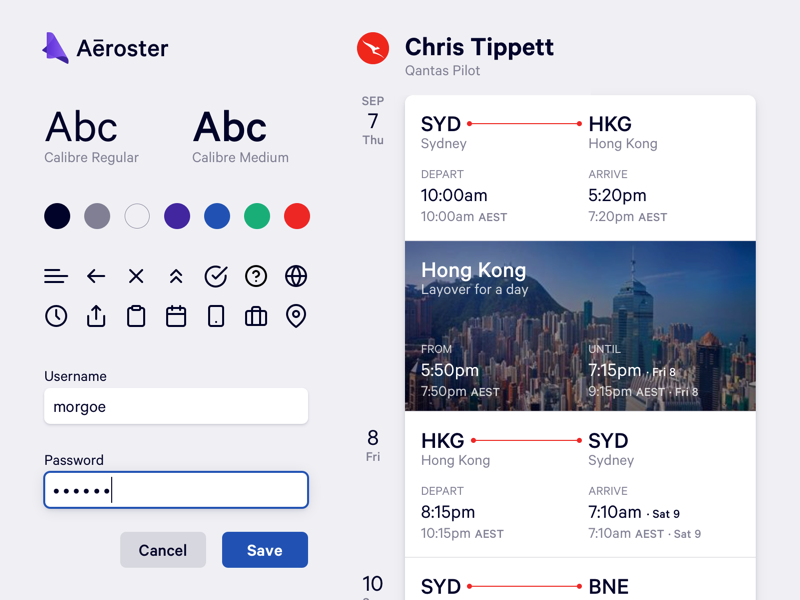 Aēroster
Abc
Calibre Regular
Abc
Calibre Medium
Username
morgoe
Password
Cancel
Save
Chris Tippett
Qantas Pilot
SEP
7
Thu
SYD
HKG
Sydney
Hong Kong
DEPART
ARRIVE
10:00am
5:20pm
10:00am AEST
7:20pm AEST
Hong Kong
Layover for a day
FROM
UNTIL
5:50pm
7:15pm · Fri 8
7:50pm AEST
9:15pm AEST · Fri 8
8
Fri
HKG
SYD
Hong Kong
Sydney
DEPART
ARRIVE
8:15pm
7:10am · Sat 9
10:15pm AEST
7:10am AEST · Sat 9
10
SYD
BNE